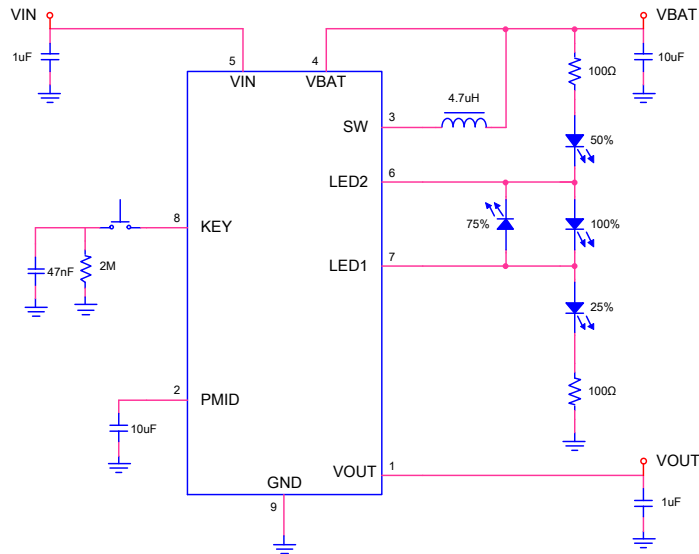 VIN
VBAT
1uF
10uF
5
4
VIN
VBAT
100Ω
4.7uH
3
SW
50%
6
LED2
75%
100%
8
KEY
47nF
2M
7
LED1
25%
2
PMID
100Ω
10uF
VOUT
1
VOUT
GND
9
1uF